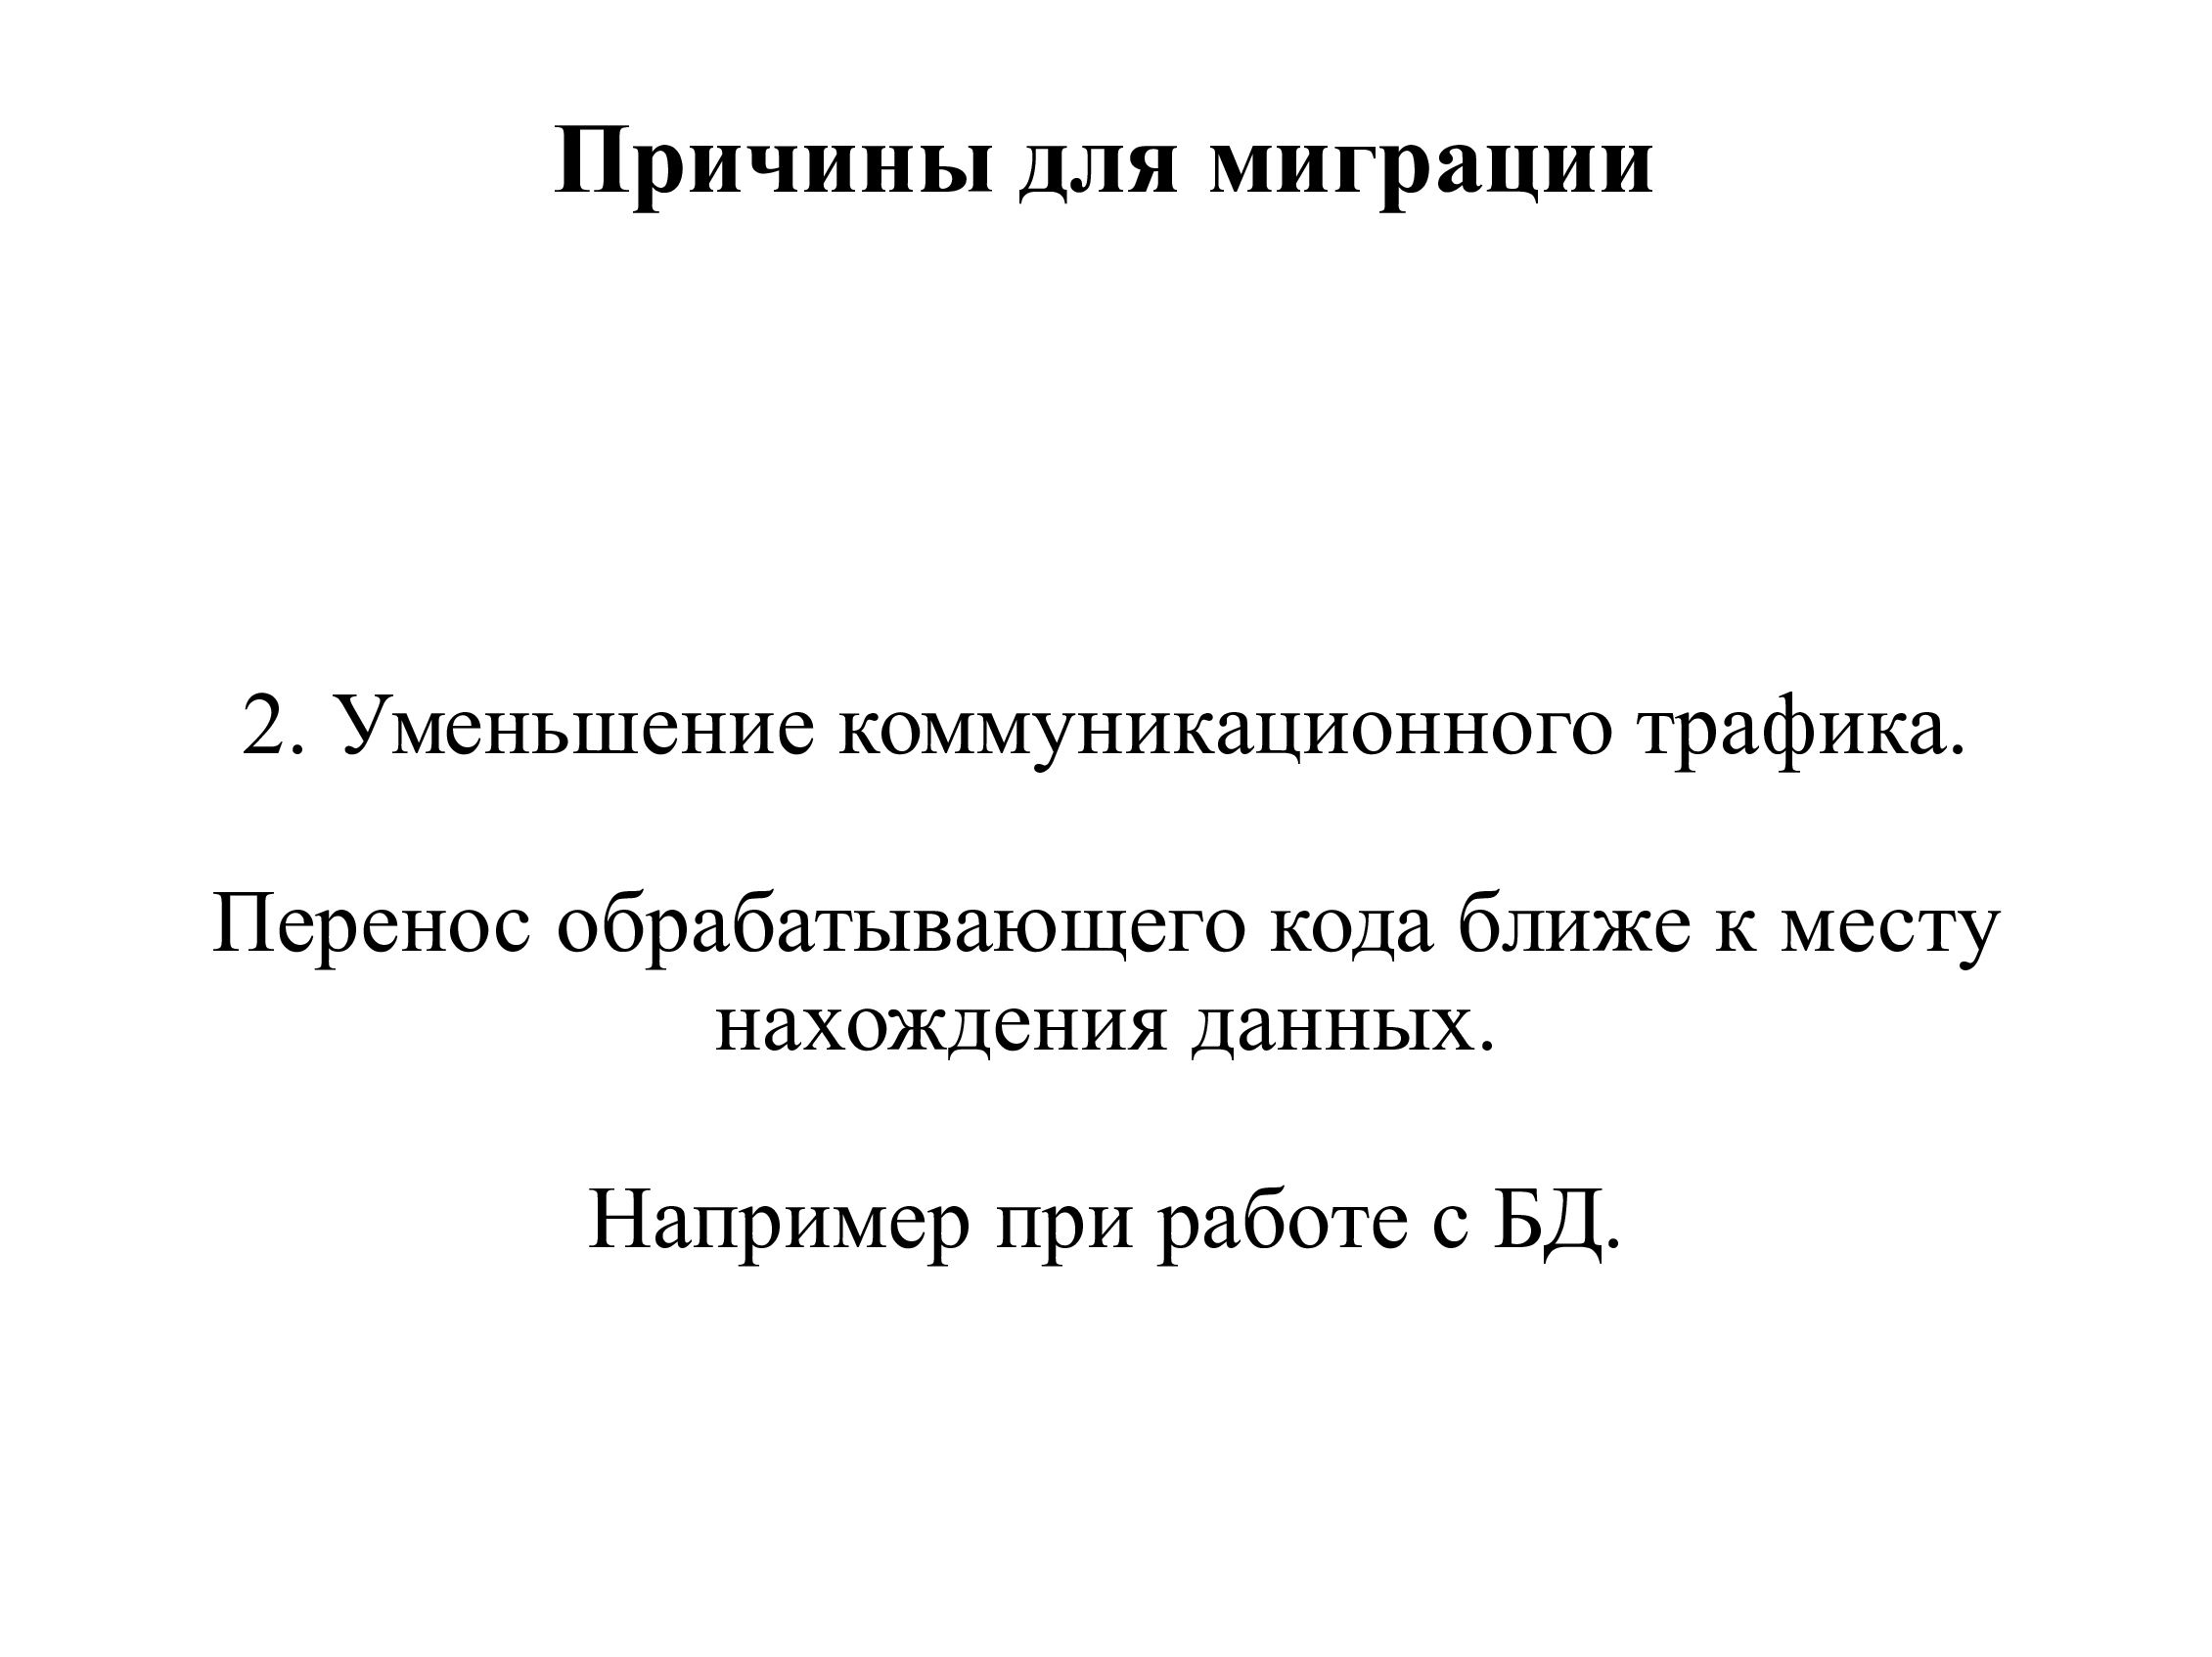 Причины для миграции
2. Уменьшение коммуникационного трафика.
Перенос обрабатывающего кода ближе к месту
нахождения данных.
Например при работе с БД.